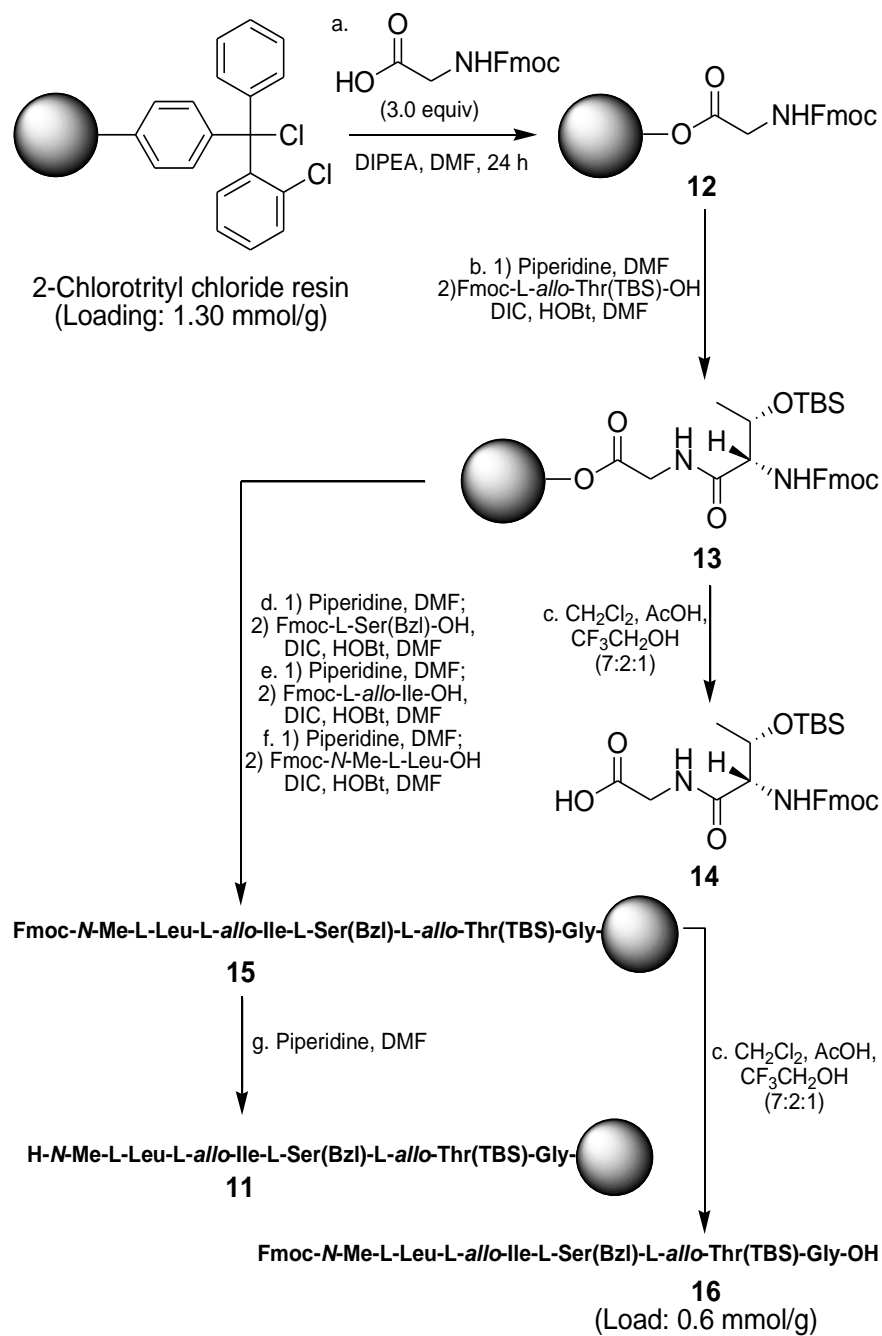 a.
O
HO
NHFmoc
(3.0 equiv)
Cl
Cl
DIPEA, DMF, 24 h
O
O
NHFmoc
12
2-Chlorotrityl chloride resin
(Loading: 1.30 mmol/g)
b. 1) Piperidine, DMF
2)Fmoc-L-allo-Thr(TBS)-OH
DIC, HOBt, DMF
OTBS
O
H
N
H
O
NHFmoc
O
13
d. 1) Piperidine, DMF;
2) Fmoc-L-Ser(Bzl)-OH,
DIC, HOBt, DMF
e. 1) Piperidine, DMF;
2) Fmoc-L-allo-Ile-OH,
DIC, HOBt, DMF
f. 1) Piperidine, DMF;
2) Fmoc-N-Me-L-Leu-OH
DIC, HOBt, DMF
c. CH2Cl2, AcOH,
CF3CH2OH
(7:2:1)
OTBS
O
H
N
H
HO
NHFmoc
O
14
Fmoc-N-Me-L-Leu-L-allo-Ile-L-Ser(Bzl)-L-allo-Thr(TBS)-Gly-
15
g. Piperidine, DMF
c. CH2Cl2, AcOH,
CF3CH2OH
(7:2:1)
H-N-Me-L-Leu-L-allo-Ile-L-Ser(Bzl)-L-allo-Thr(TBS)-Gly-
11
Fmoc-N-Me-L-Leu-L-allo-Ile-L-Ser(Bzl)-L-allo-Thr(TBS)-Gly-OH
16
(Load: 0.6 mmol/g)